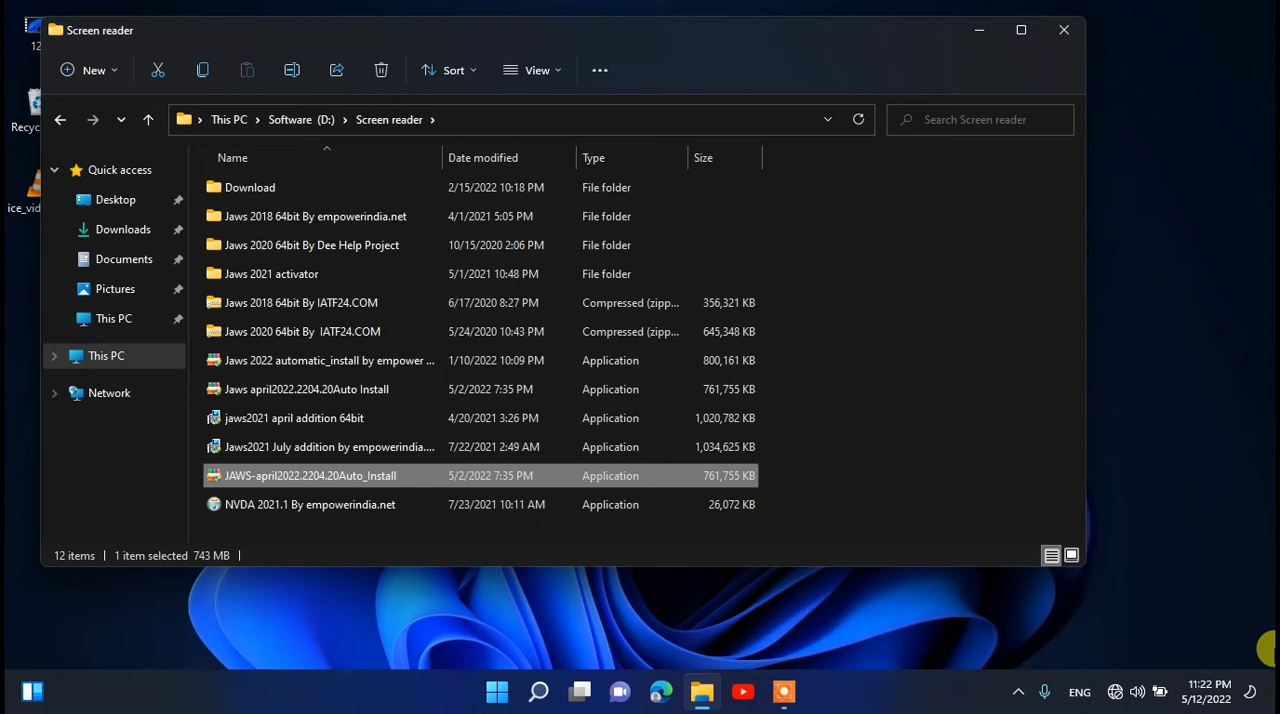 12
Screen reader
New
Sort
View
This PC
Software (D:)
Screen reader
Search Screen reader
Name
Date modified
Type
Size
Recyc
ice_vid
Quick access
Desktop
Downloads
Documents
Pictures
This PC
This PC
Network
Download 2/15/2022 10:18 PM File folder
Jaws 2018 64bit By empowerindia.net 4/1/2021 5:05 PM File folder
Jaws 2020 64bit By Dee Help Project 10/15/2020 2:06 PM File folder
Jaws 2021 activator 5/1/2021 10:48 PM File folder
Jaws 2018 64bit By IATF24.COM 6/17/2020 8:27 PM Compressed (zipp... 356,321 KB
Jaws 2020 64bit By IATF24.COM 5/24/2020 10:43 PM Compressed (zipp... 645,348 KB
Jaws 2022 automatic_install by empower ... 1/10/2022 10:09 PM Application 800,161 KB
Jaws april2022.2204.20Auto Install 5/2/2022 7:35 PM Application 761,755 KB
jaws2021 april addition 64bit 4/20/2021 3:26 PM Application 1,020,782 KB
Jaws2021 July addition by empowerindia.... 7/22/2021 2:49 AM Application 1,034,625 KB
JAWS-april2022.2204.20Auto_Install 5/2/2022 7:35 PM Application 761,755 KB
NVDA 2021.1 By empowerindia.net 7/23/2021 10:11 AM Application 26,072 KB
12 items
1 item selected 743 MB
ENG
11:22 PM
5/12/2022